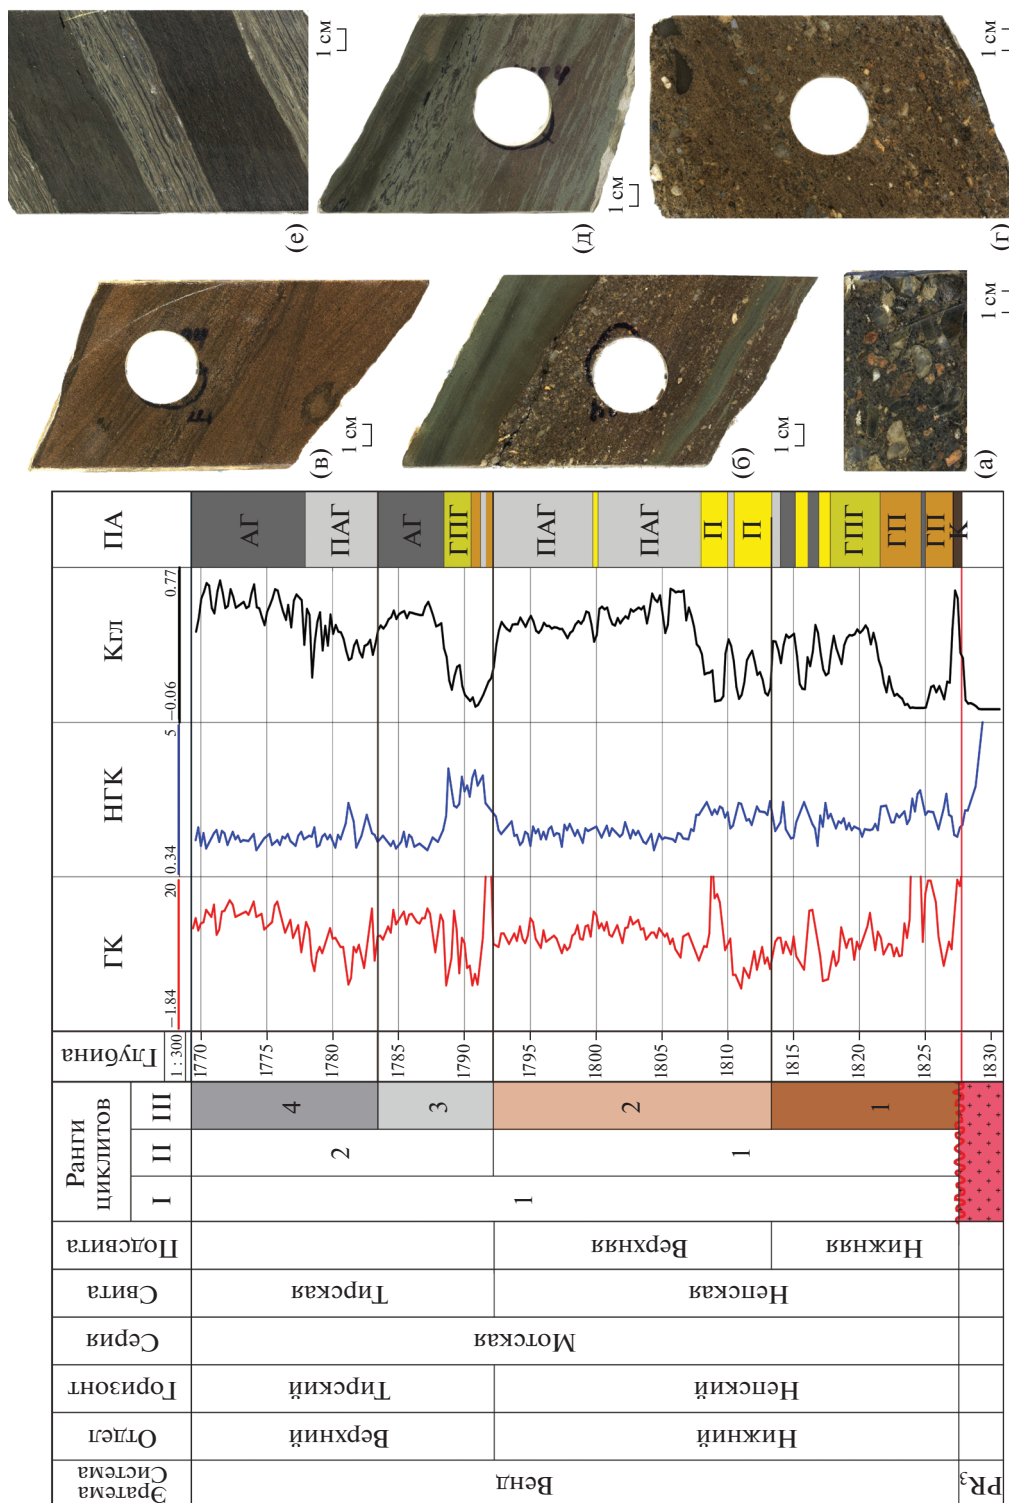 Эратема
Система
Отдел
Горизонт
Серия
Свита
Подсвита
Ранги
циклитов
I
II
III
Глубина
1 : 300
ГК
−1.84
20
НГК
0.34
5
Кгл
−0.06
0.77
ПА
Венд
PR3
Верхний
Нижний
Тирский
Непский
Мотская
Тирская
Непская
Верхняя
Нижняя
1
2
1
4
3
2
1
1770
1775
1780
1785
1790
1795
1800
1805
1810
1815
1820
1825
1830
АГ
ПАГ
АГ
ГПГ
ПАГ
ПАГ
П
П
ГПГ
ГП
ГП
К
(а)
1 см
(б)
1 см
(в)
1 см
(г)
1 см
(д)
1 см
(е)
1 см